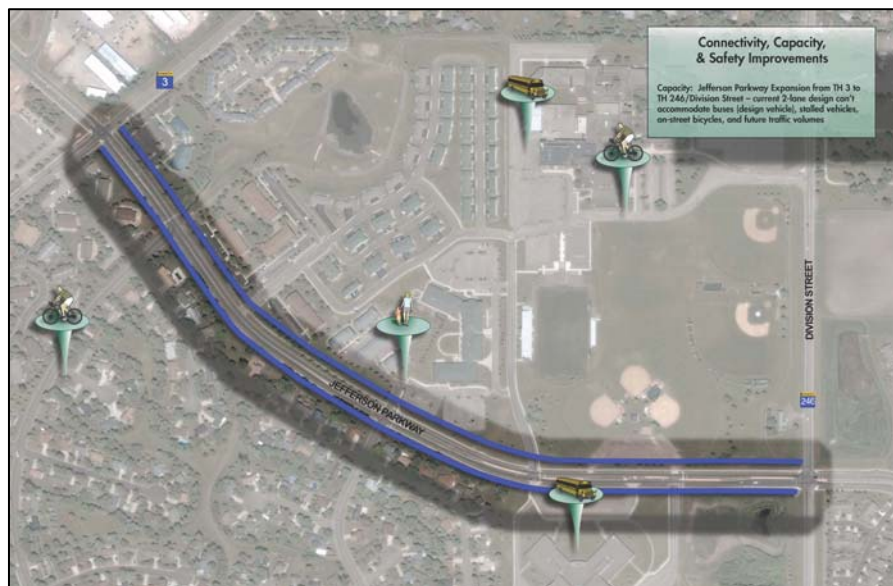 Connectivity, Capacity,
& Safety Improvements
Capacity: Jefferson Parkway Expansion from TH 3 to
TH 246/Division Street – current 2-lane design can't
accommodate buses (design vehicle), stalled vehicles,
on-street bicycles, and future traffic volumes
3
DIVISION STREET
JEFFERSON PARKWAY
246